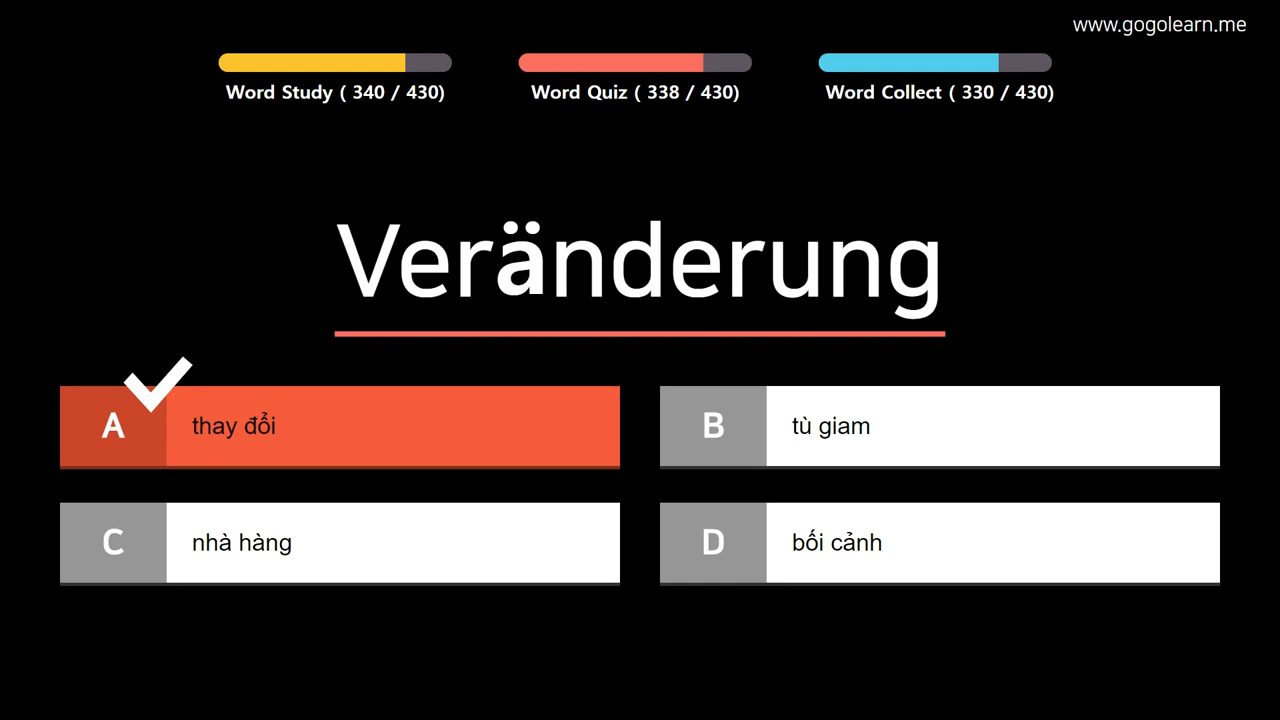 www.gogolearn.me
Word Study ( 340 / 430)
Word Quiz ( 338 / 430)
Word Collect ( 330 / 430)
Veränderung
A thay đổi
B tù giam
C nhà hàng
D bối cảnh